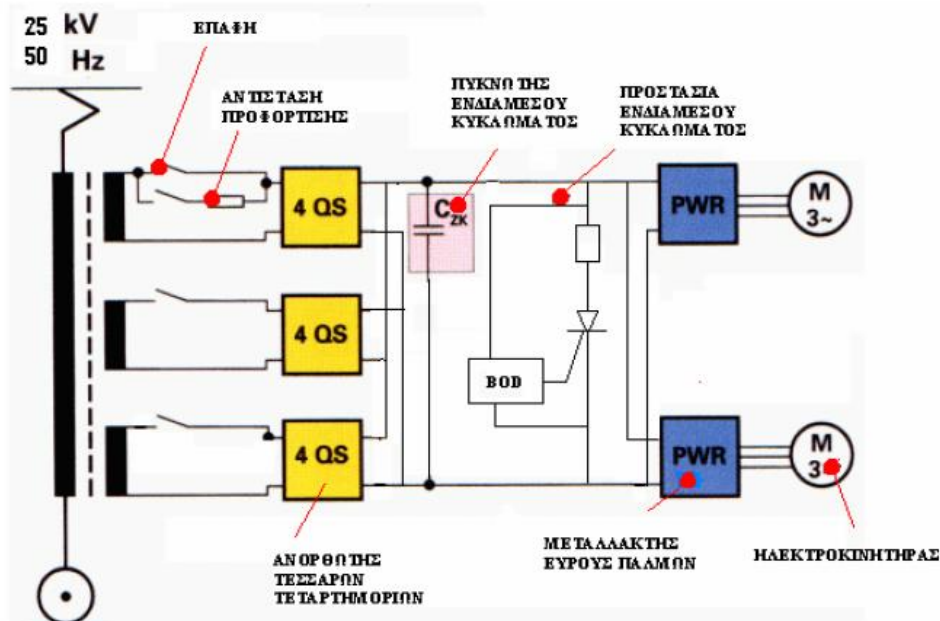 25 kV
50 Hz
ΕΠΑΦΗ
ΑΝΤΙΣΤΑΣΗ
ΠΡΟΦΟΡΤΙΣΗΣ
ΠΥΚΝΩΤΗΣ
ΕΝΔΙΑΜΕΣΟΥ
ΚΥΚΛΩΜΑΤΟΣ
ΠΡΟΣΤΑΣΙΑ
ΕΝΔΙΑΜΕΣΟΥ
ΚΥΚΛΩΜΑΤΟΣ
4 QS
CZK
PWR
M
3~
4 QS
BOD
4 QS
PWR
M
3
ΑΝΟΡΘΩΤΗΣ
ΤΕΣΣΑΡΩΝ
ΤΕΤΑΡΤΗΜΟΡΙΩΝ
ΜΕΤΑΛΛΑΚΤΗΣ
ΕΥΡΟΥΣ ΠΑΛΜΩΝ
ΗΛΕΚΤΡΟΚΙΝΗΤΗΡΑΣ